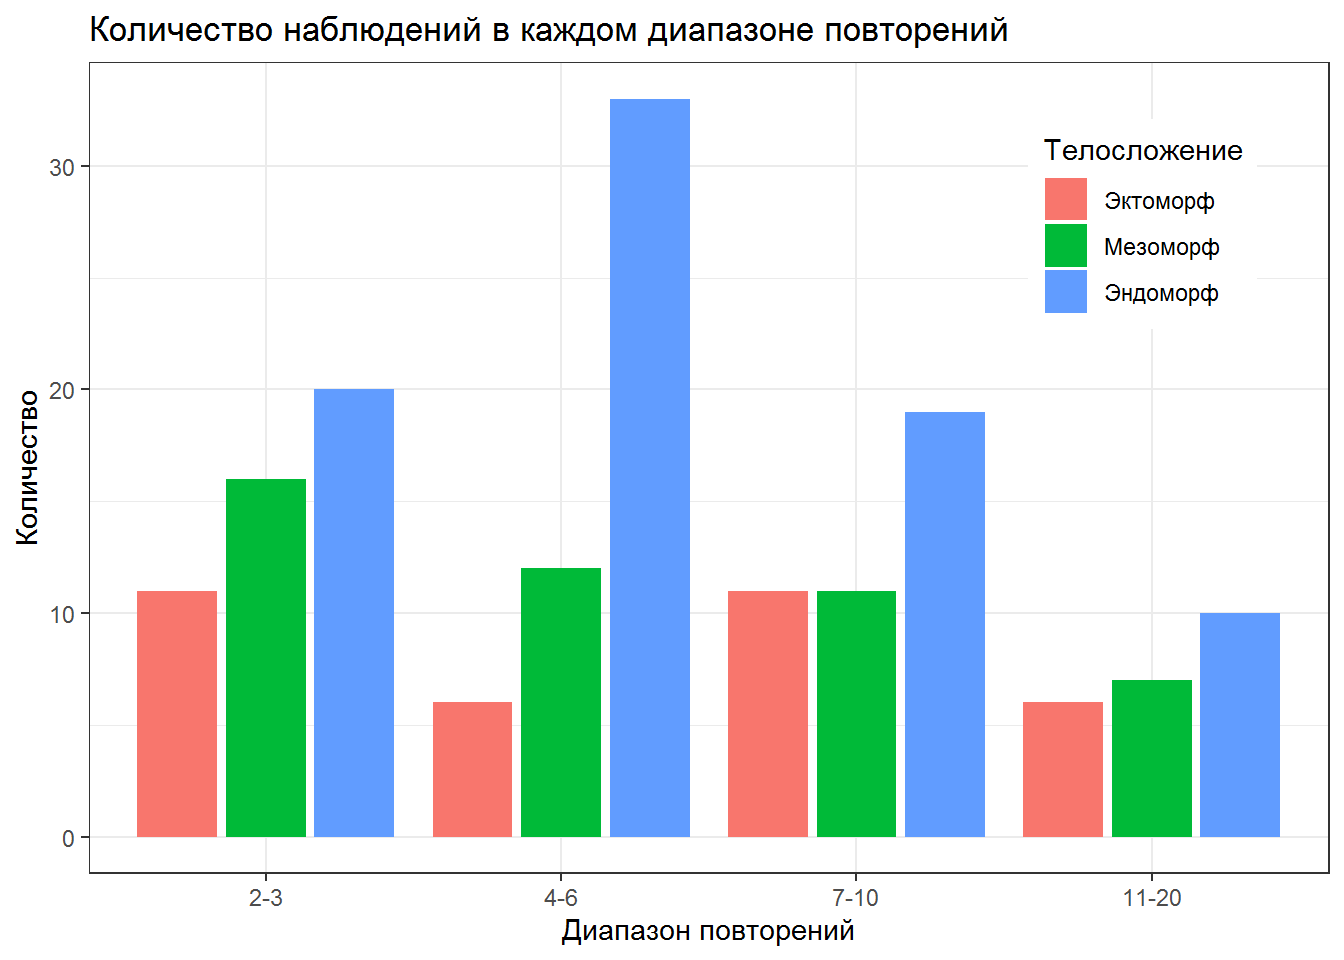 Количество наблюдений в каждом диапазоне повторений
Количество
30
20
10
0
Телосложение
Эктоморф
Мезоморф
Эндоморф
2-3
4-6
7-10
11-20
Диапазон повторений